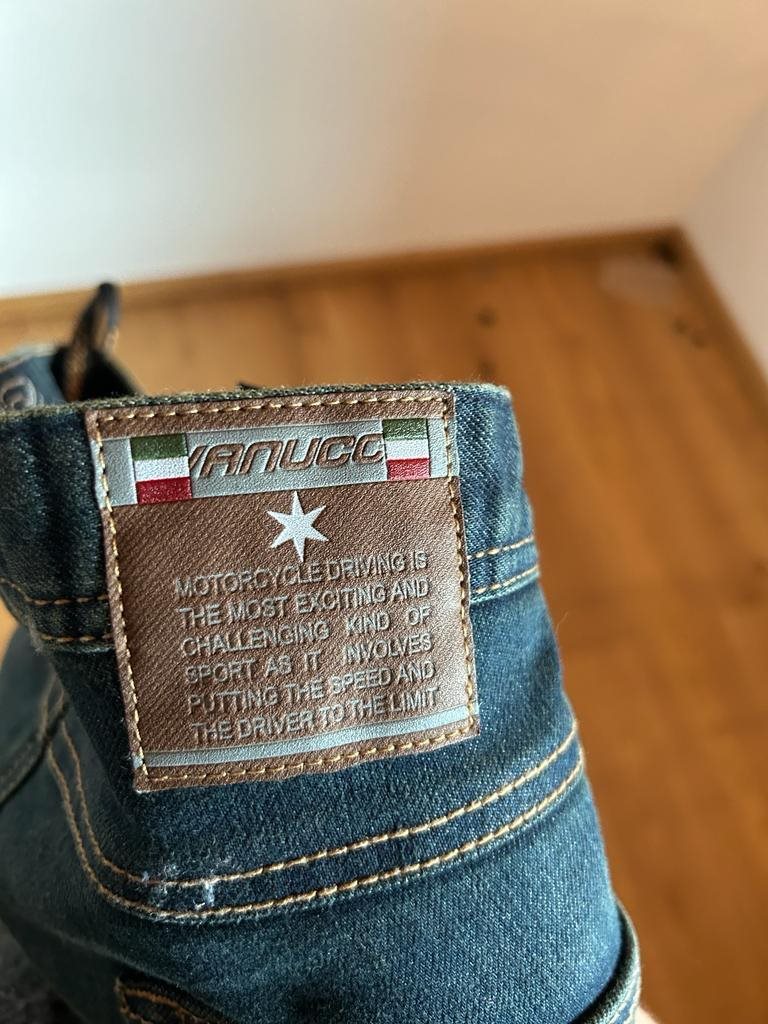 VANUCCI
MOTORCYCLE DRIVING IS
THE MOST EXCITING AND
CHALLENGING KIND OF
SPORT AS IT INVOLVES
PUTTING THE SPEED AND
THE DRIVER TO THE LIMIT